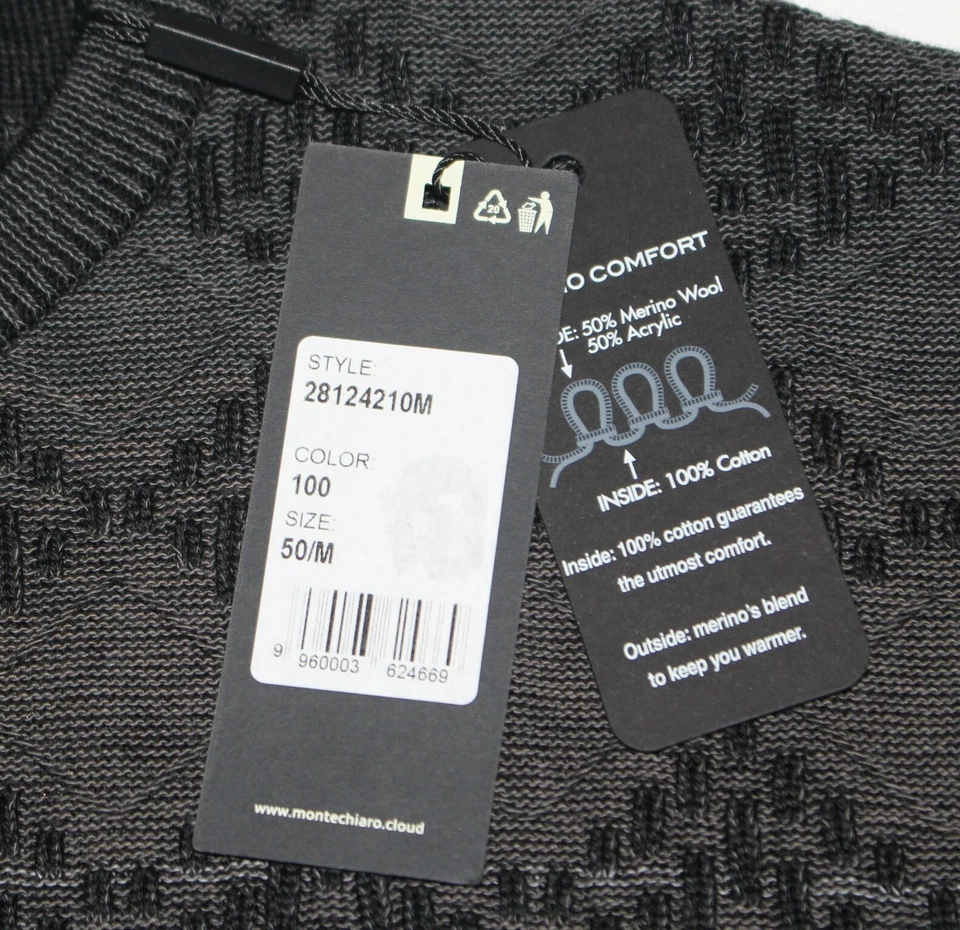 20
STYLE:
28124210M
COLOR:
100
SIZE:
50/M
9 960003 624669
www.montechiaro.cloud
COMFORT
50% Merino Wool
50% Acrylic
INSIDE: 100% Cotton
Inside: 100% cotton guarantees
the utmost comfort.
Outside: merino's blend
to keep you warmer.